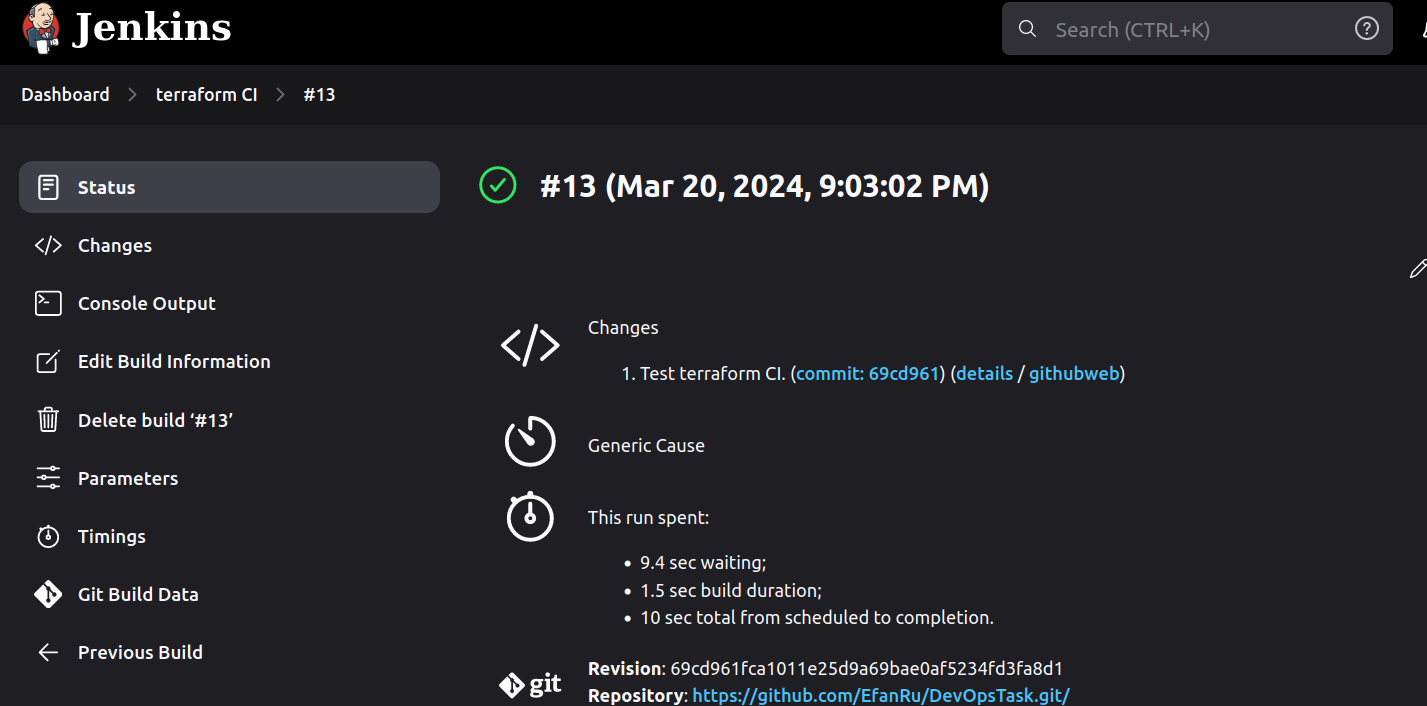 Jenkins
Search (CTRL+K)
Dashboard
terraform CI
#13
Status
Changes
Console Output
Edit Build Information
Delete build ‘#13’
Parameters
Timings
Git Build Data
Previous Build
#13 (Mar 20, 2024, 9:03:02 PM)
Changes
1. Test terraform CI. (commit: 69cd961) (details / githubweb)
Generic Cause
This run spent:
• 9.4 sec waiting;
• 1.5 sec build duration;
• 10 sec total from scheduled to completion.
git
Revision: 69cd961fca1011e25d9a69bae0af5234fd3fa8d1
Repository: https://github.com/EfanRu/DevOpsTask.git/